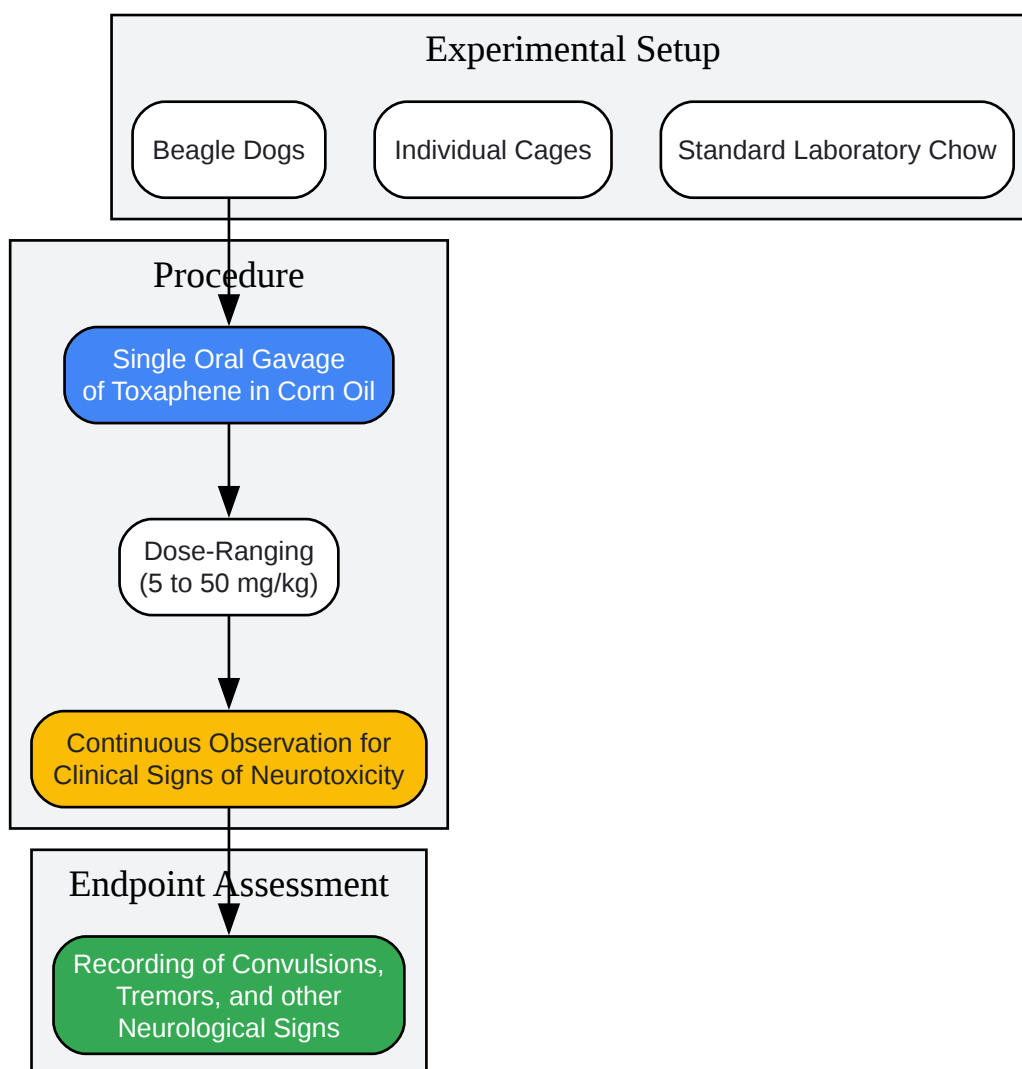 Experimental Setup
Beagle Dogs
Individual Cages
Standard Laboratory Chow
Procedure
Single Oral Gavage
of Toxaphene in Corn Oil
Dose-Ranging
(5 to 50 mg/kg)
Continuous Observation for
Clinical Signs of Neurotoxicity
Endpoint Assessment
Recording of Convulsions,
Tremors, and other
Neurological Signs